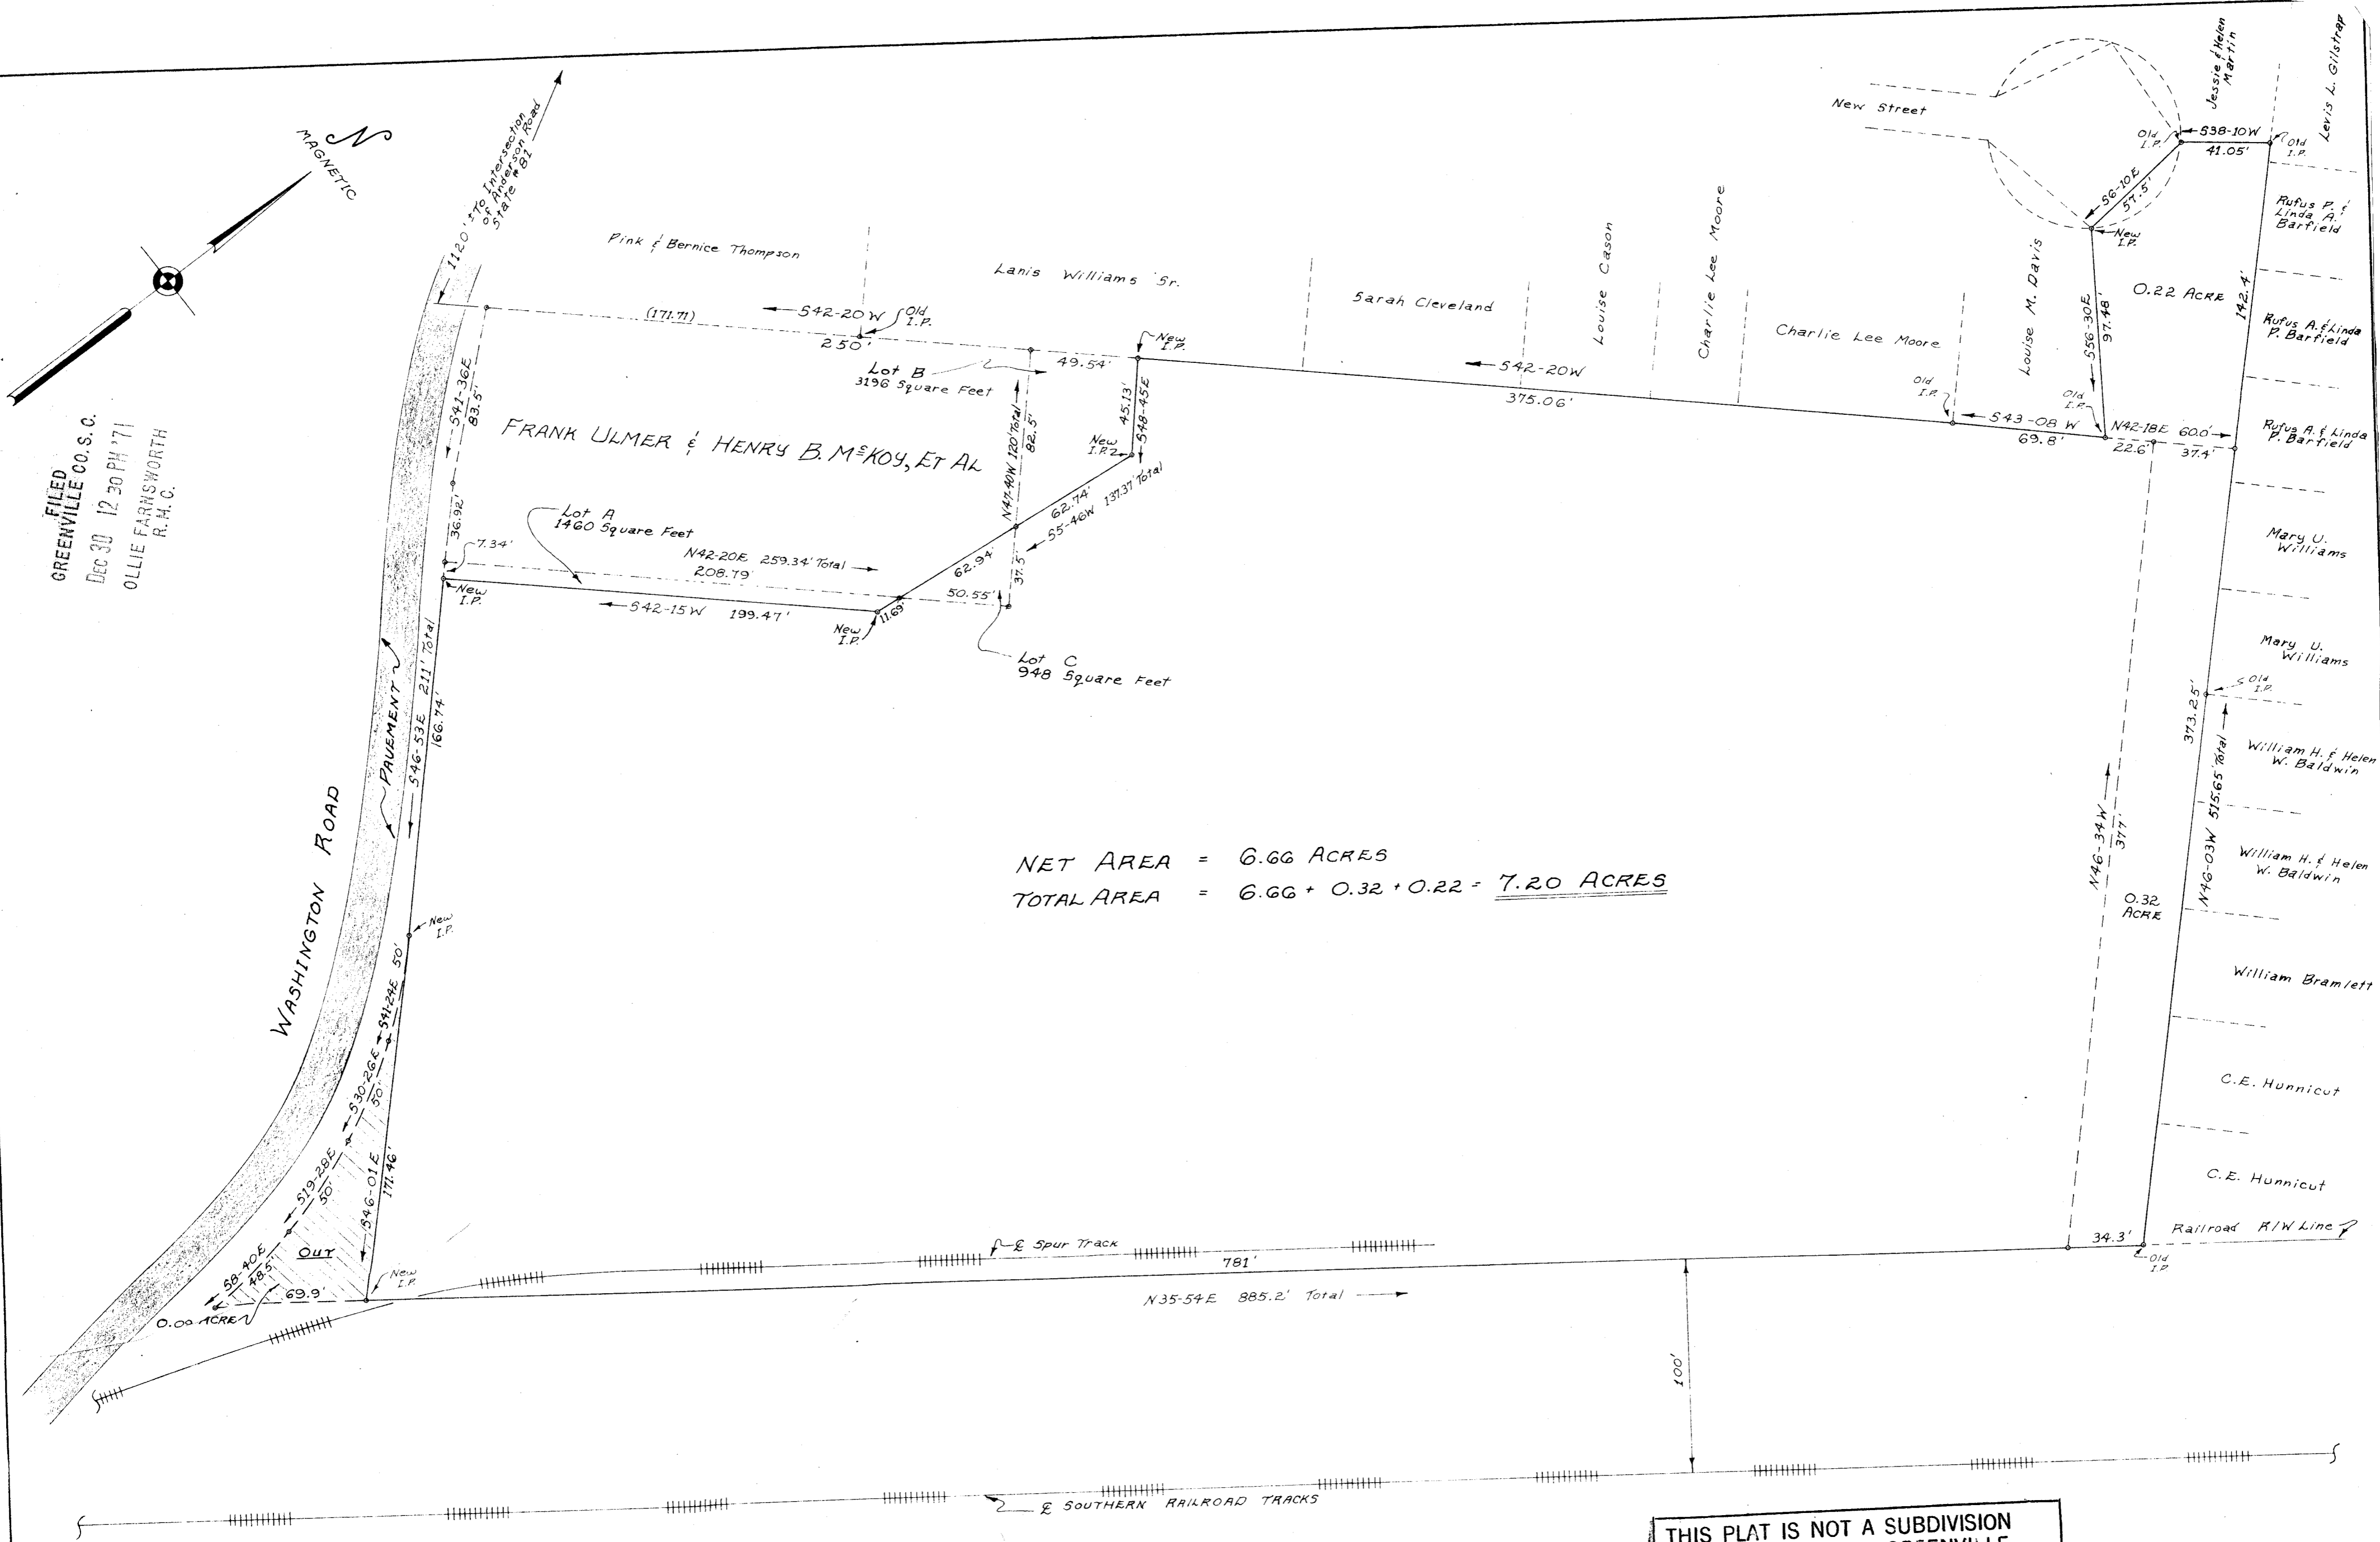 N
MAGNETIC
FILED
GREENVILLE CO. S. C.
DEC 30 12 30 PM '71
OLLIE FARNSWORTH
R.M.C.
1120' ± To Intersection
of Anderson Road
State # 81
Pink & Bernice Thompson
Lanis Williams Sr.
Sarah Cleveland
Louise Cason
Charlie Lee Moore
Charlie Lee Moore
Louise M. Davis
New Street
Jessie & Helen
Martin
Levis L. Gilstrap
Old
I.P.
S38-10W
41.05'
Old
I.P.
S6-10E
57.5'
New
I.P.
S56-30E
97.48'
0.22 ACRE
142.4'
Rufus P. &
Linda A.
Barfield
Rufus A. & Linda
P. Barfield
Rufus A. & Linda
P. Barfield
Mary U.
Williams
Mary U.
Williams
Old
I.P.
William H. & Helen
W. Baldwin
William H. & Helen
W. Baldwin
William Bramlett
C.E. Hunnicut
C.E. Hunnicut
Railroad R/W Line
(171.71)
S42-20W
Old
I.P.
250'
New
I.P.
49.54'
Lot B
3196 Square Feet
S42-20W
375.06'
Old
I.P.
S43-08 W
69.8'
Old
I.P.
N42-18E 60.0'
22.6'
37.4'
S41-36E
83.5'
36.92'
7.34'
FRANK ULMER & HENRY B. McKOY, ET AL
N47-40W 120' Total
82.5'
45.13'
S48-45E
New
I.P.
62.74'
S5-46W 137.37' Total
62.94'
37.5'
Lot A
1460 Square Feet
N42-20E 259.34' Total
208.79'
50.55'
New
I.P.
S42-15W 199.47'
11.69'
New
I.P.
Lot C
948 Square Feet
WASHINGTON ROAD
PAVEMENT
S46-53E 211' Total
166.74'
New
I.P.
S41-24E 50'
S30-26E
50'
S19-28E
50'
S8-40E
48.5'
S46-01E
171.46'
OUT
69.9'
0.09 ACRE
New
I.P.
NET AREA = 6.66 ACRES
TOTAL AREA = 6.66 + 0.32 + 0.22 = 7.20 ACRES
N46-34W
377'
0.32
ACRE
373.25'
N46-03W 515.65' Total
34.3'
Old
I.P.
℄ Spur Track
781'
N35-54E 885.2' Total
100'
℄ SOUTHERN RAILROAD TRACKS
THIS PLAT IS NOT A SUBDIVISION
GREENVILLE